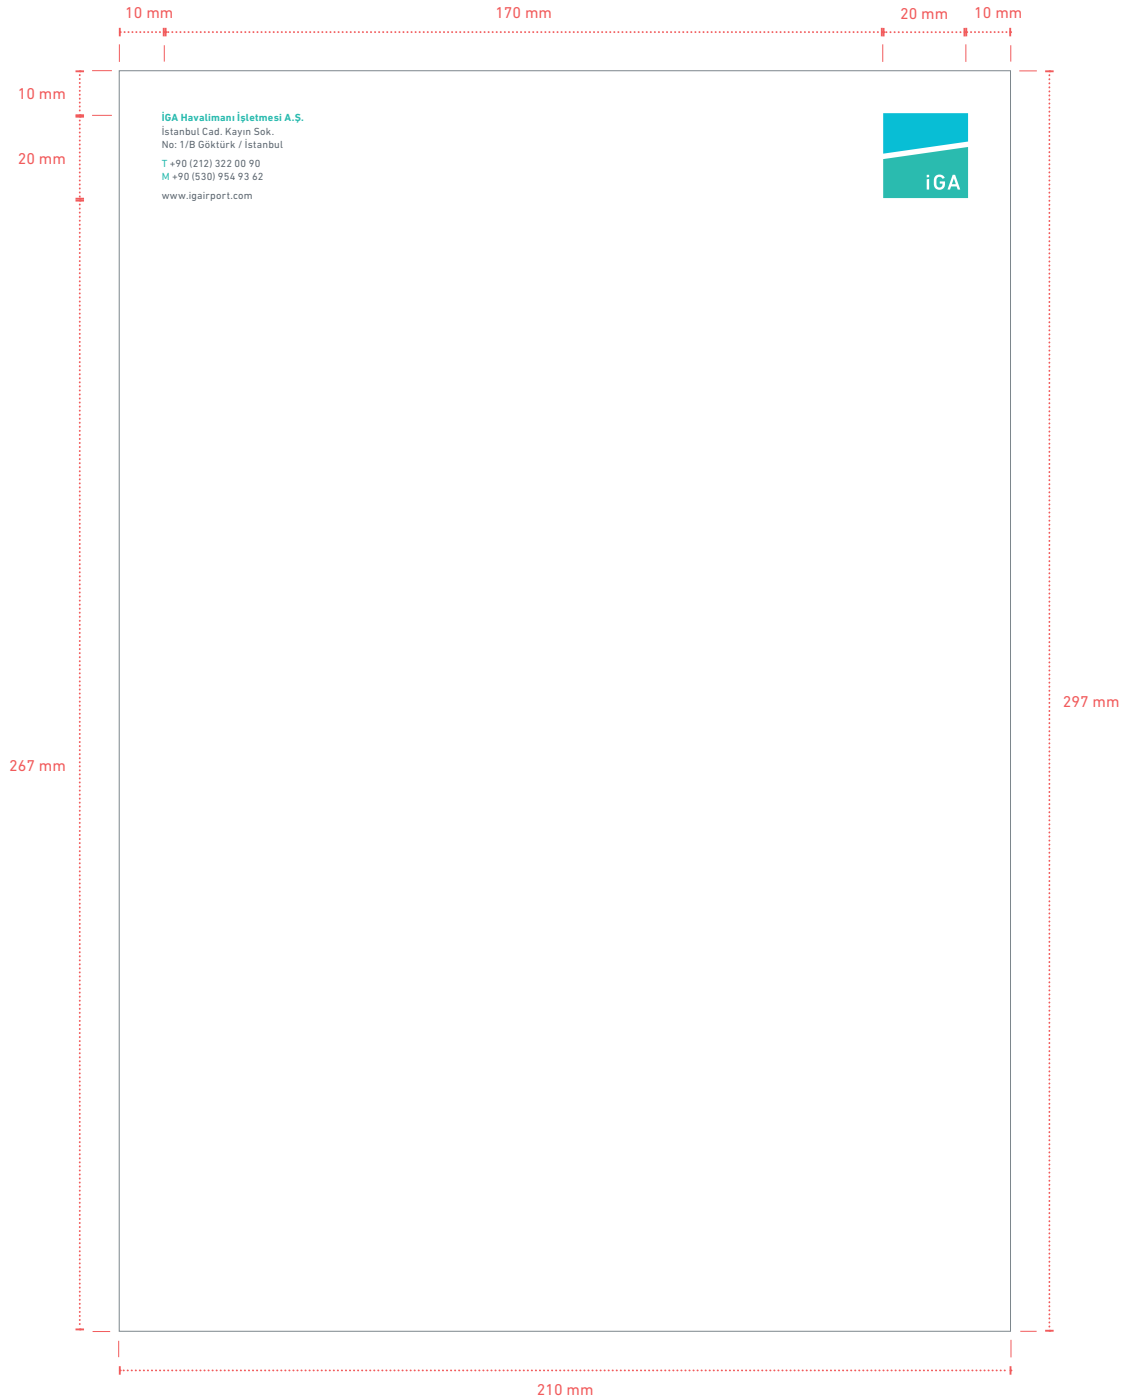 10 mm
170 mm
20 mm
10 mm
10 mm
20 mm
İGA Havalimanı İşletmesi A.Ş.
İstanbul Cad. Kayın Sok.
No: 1/B Göktürk / İstanbul
T +90 (212) 322 00 90
M +90 (530) 954 93 62
www.igairport.com
iGA
297 mm
267 mm
210 mm